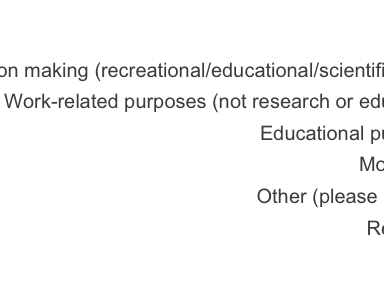 on making (recreational/educational/scientifi
Work-related purposes (not research or edu
Educational pu
Mo
Other (please
Re